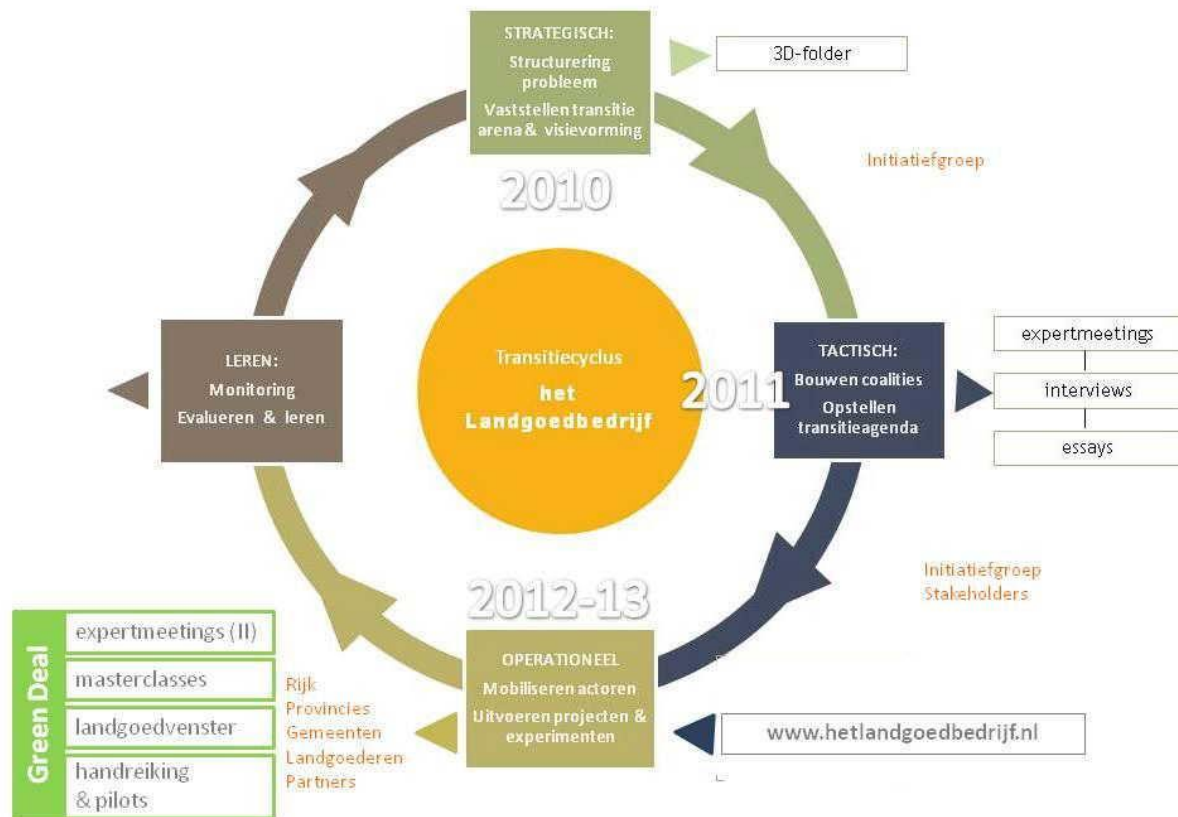 STRATEGISCH:
Structurering
probleem
Vaststellen transitie
arena & visievorming
3D-folder
Initiatiefgroep
2010
Transitiecyclus
het
Landgoedbedrijf
2011
TACTISCH:
Bouwen coalities
Opstellen
transitieagenda
expertmeetings
interviews
essays
LEREN:
Monitoring
Evalueren & leren
Initiatiefgroep
Stakeholders
2012-13
OPERATIONEEL
Mobiliseren actoren
Uitvoeren projecten &
experimenten
www.hetlandgoedbedrijf.nl
Green Deal
expertmeetings (II)
masterclasses
landgoedvenster
handreiking
& pilots
Rijk
Provincies
Gemeenten
Landgoederen
Partners